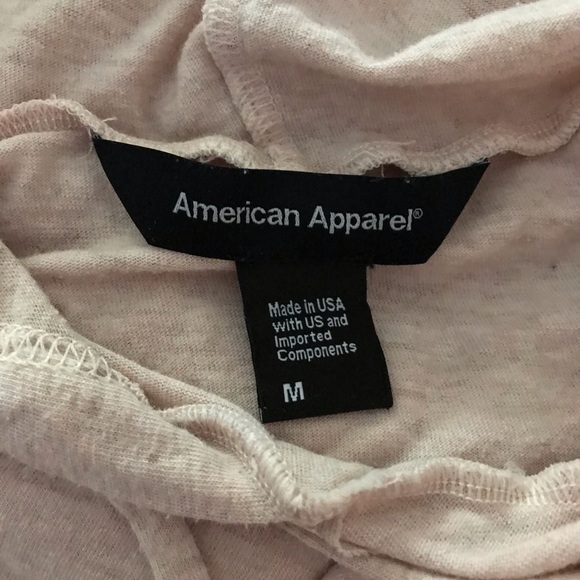 American Apparel®
Made in USA
with US and
Imported
Components
M